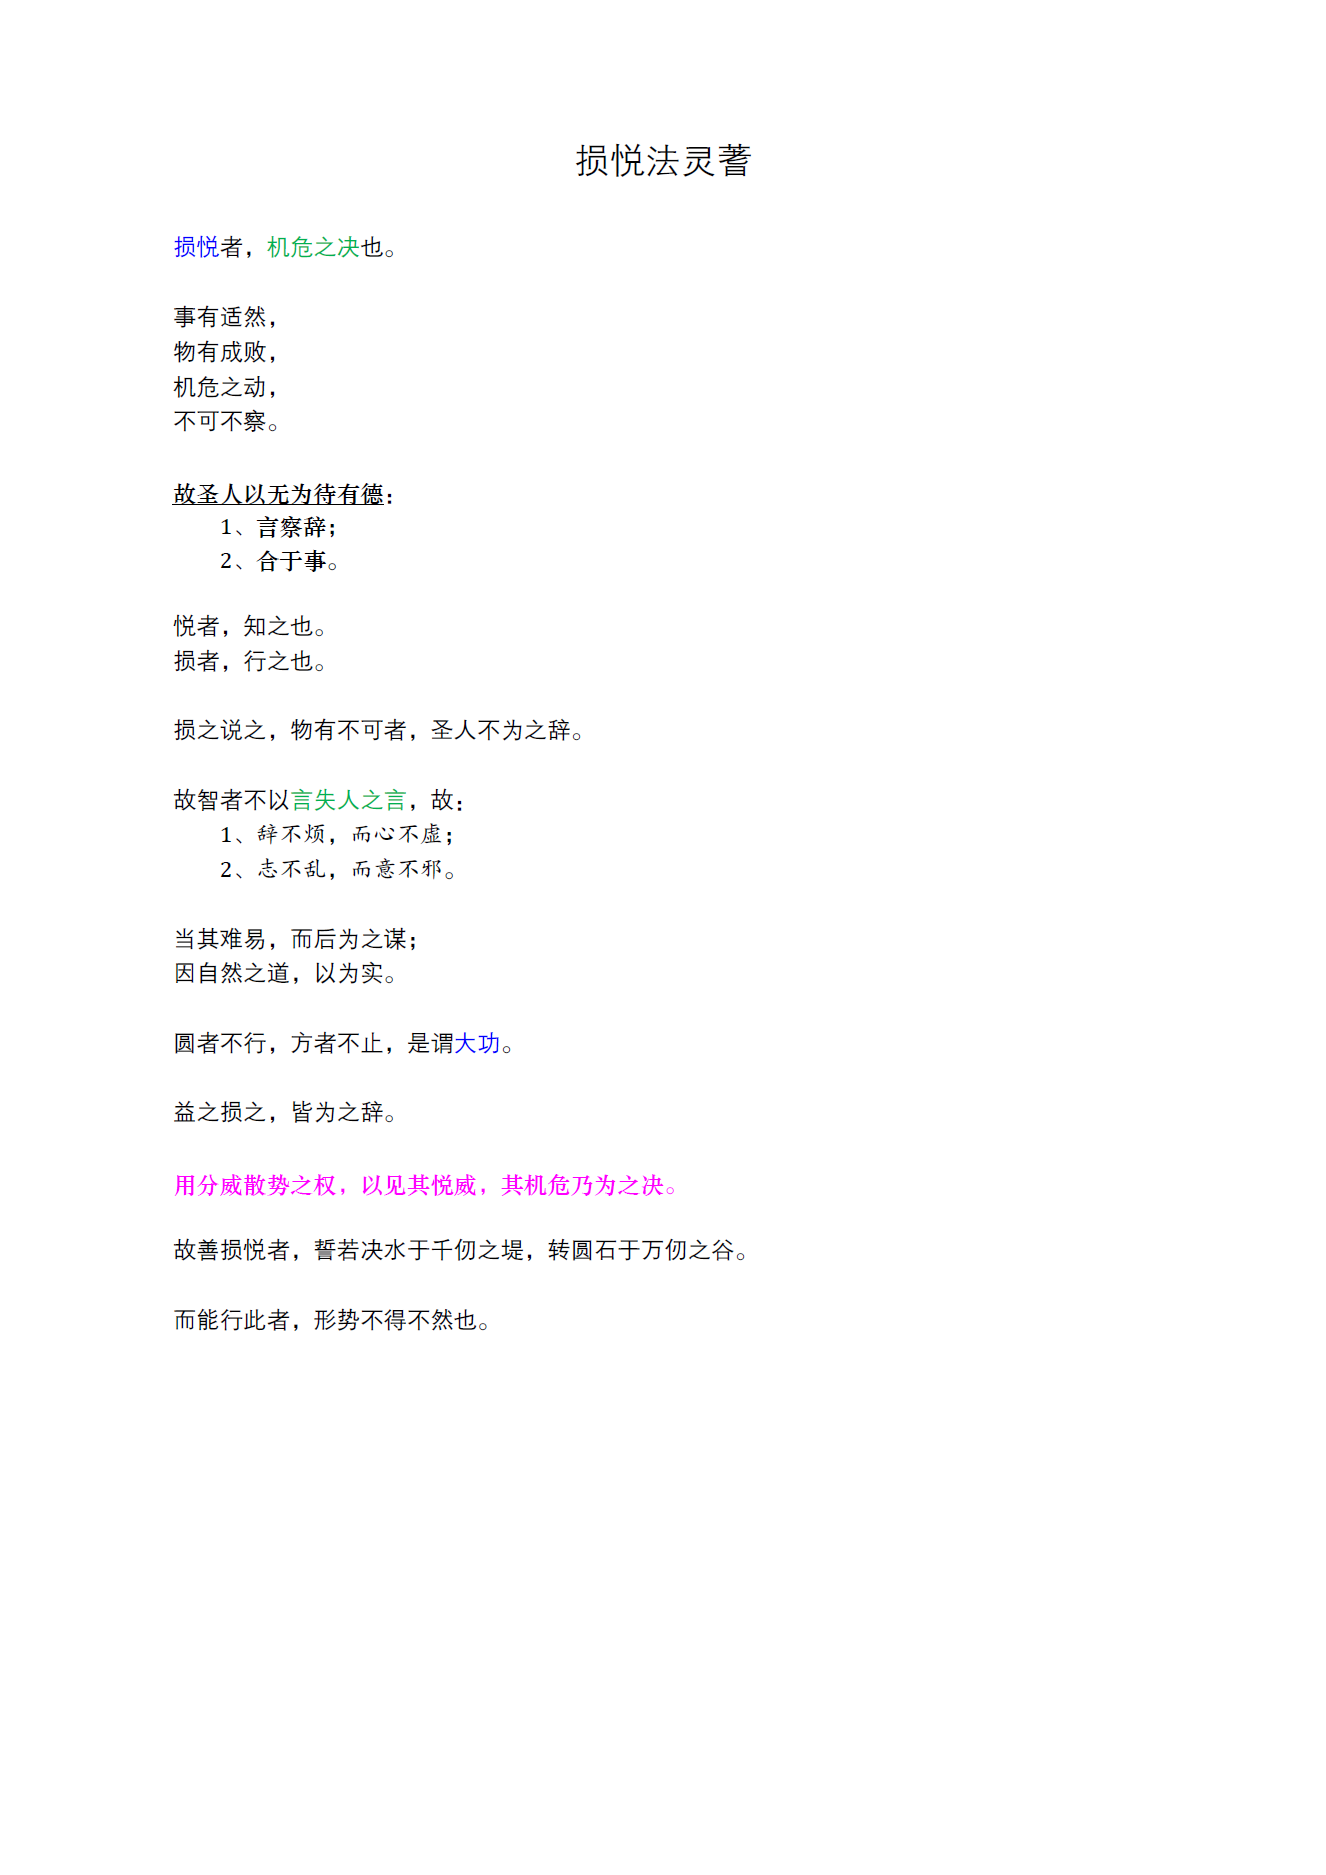 损悦法灵蓍
损悦者，机危之决也。
事有适然，
物有成败，
机危之动，
不可不察。
故圣人以无为待有德：
1、言察辞；
2、合于事。
悦者，知之也。
损者，行之也。
损之说之，物有不可者，圣人不为之辞。
故智者不以言失人之言，故：
1、辞不烦，而心不虚；
2、志不乱，而意不邪。
当其难易，而后为之谋；
因自然之道，以为实。
圆者不行，方者不止，是谓大功。
益之损之，皆为之辞。
用分威散势之权，以见其悦威，其机危乃为之决。
故善损悦者，誓若决水于千仞之堤，转圆石于万仞之谷。
而能行此者，形势不得不然也。